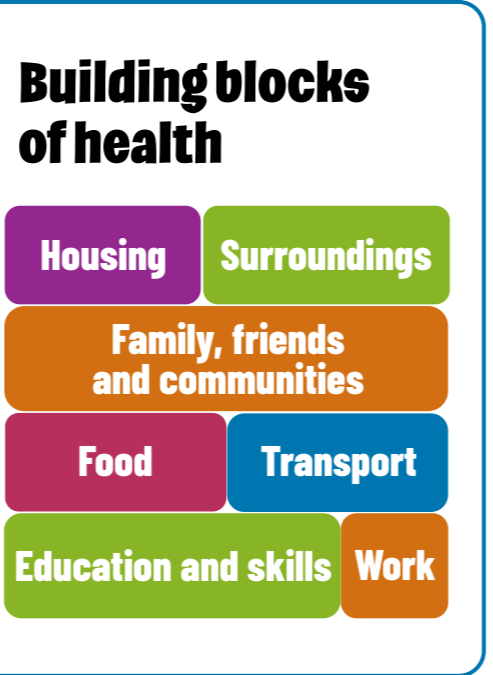 Building blocks
of health
Housing
Surroundings
Family, friends
and communities
Food
Transport
Education and skills
Work